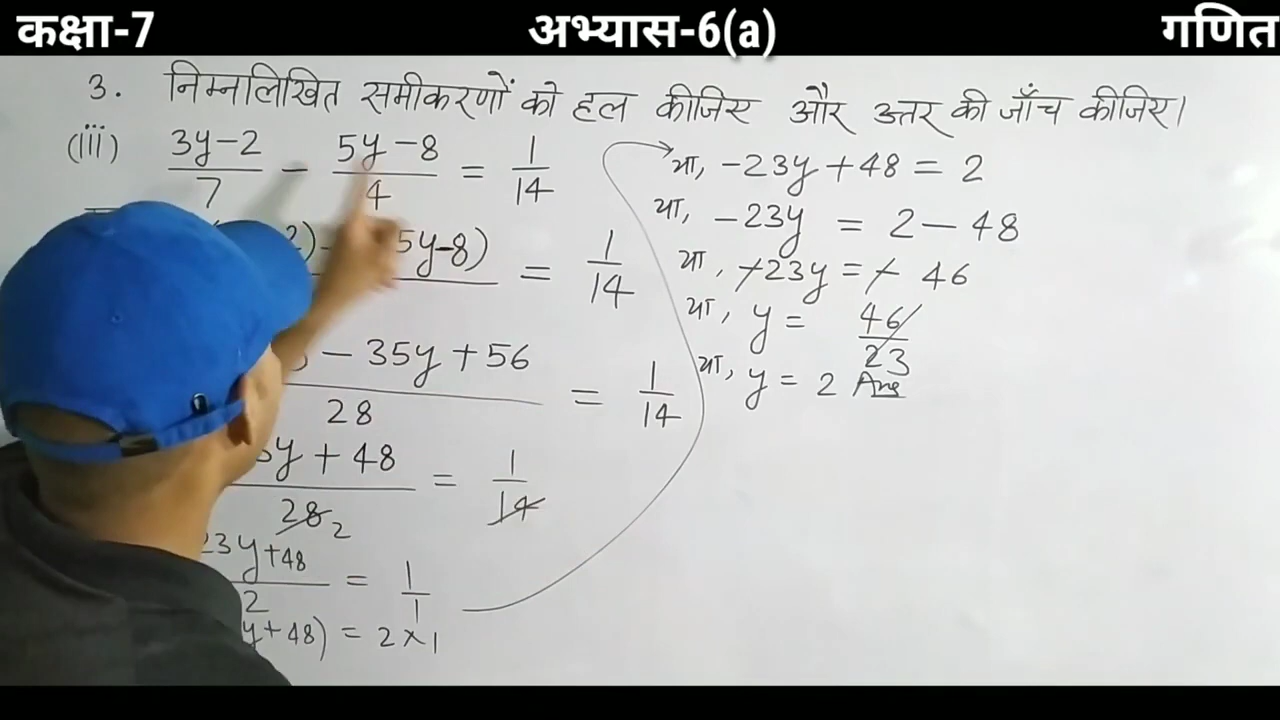 कक्षा-7 अभ्यास-6(a) गणित
3. निम्नलिखित समीकरणों को हल कीजिए और उत्तर की जाँच कीजिए।
(iii) 3y-2/7 - 5y-8/4 = 1/14
2) - 5y-8) = 1/14
- 35y + 56 / 28 = 1/14
y + 48 / 28 2 = 1/14
23y+48 / 2 = 1/1
y+48) = 2×1
या, -23y + 48 = 2
या, -23y = 2 - 48
या, -23y = - 46
या, y = 46/23
या, y = 2 Ans